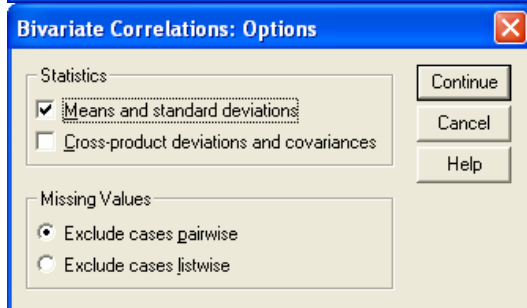 Bivariate Correlations: Options
Statistics
Means and standard deviations
Cross-product deviations and covariances
Missing Values
Exclude cases pairwise
Exclude cases listwise
Continue
Cancel
Help